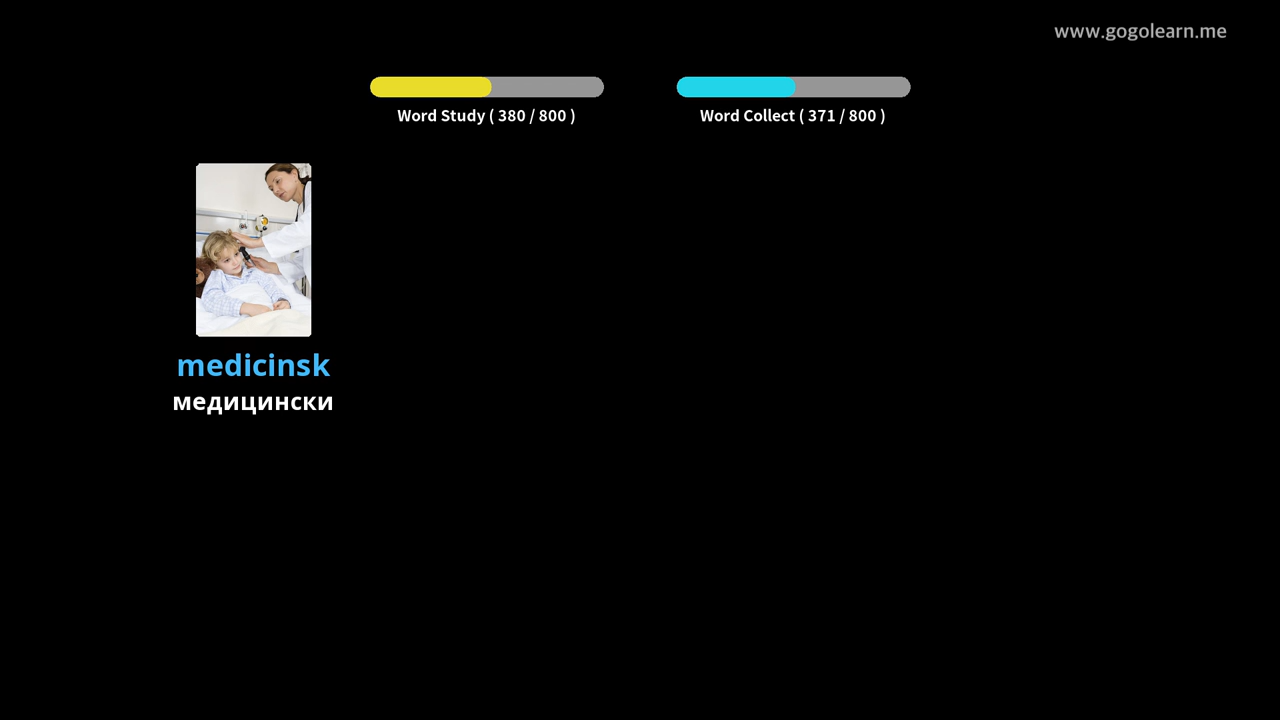 www.gogolearn.me
Word Study ( 380 / 800 )
Word Collect ( 371 / 800 )
medicinsk
медицински